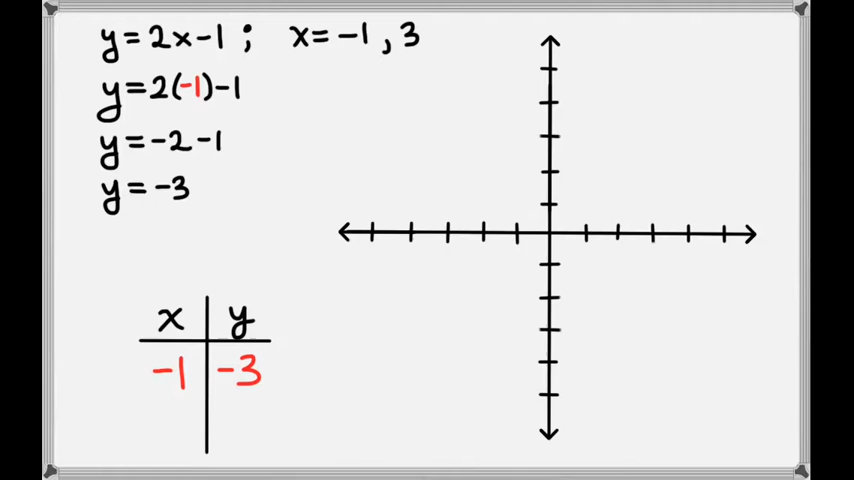 y=2x-1 ; x=-1, 3
y=2(-1)-1
y=-2-1
y=-3
x y
-1 -3